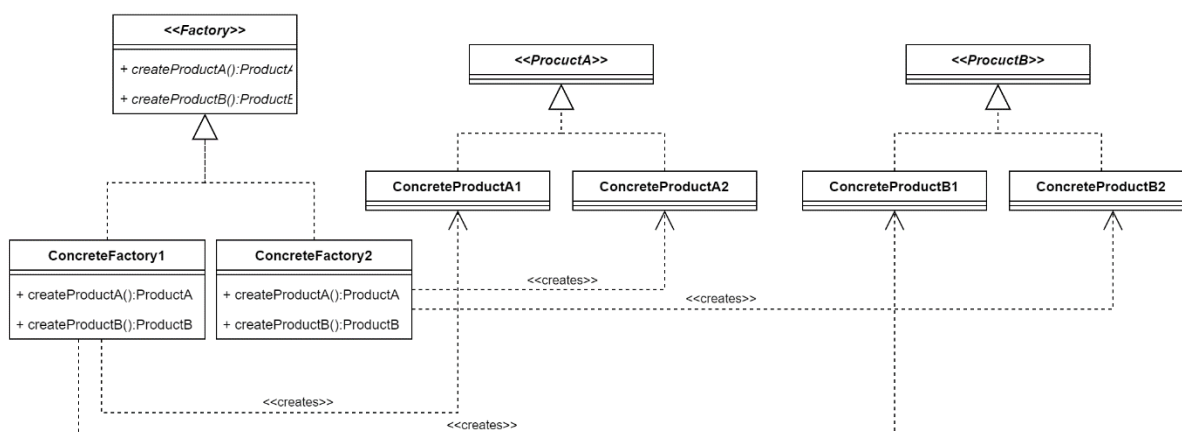 <<Factory>>
+ createProductA():ProductA
+ createProductB():ProductB
<<ProcuctA>>
<<ProcuctB>>
ConcreteProductA1
ConcreteProductA2
ConcreteProductB1
ConcreteProductB2
ConcreteFactory1
+ createProductA():ProductA
+ createProductB():ProductB
ConcreteFactory2
+ createProductA():ProductA
+ createProductB():ProductB
<<creates>>
<<creates>>
<<creates>>
<<creates>>